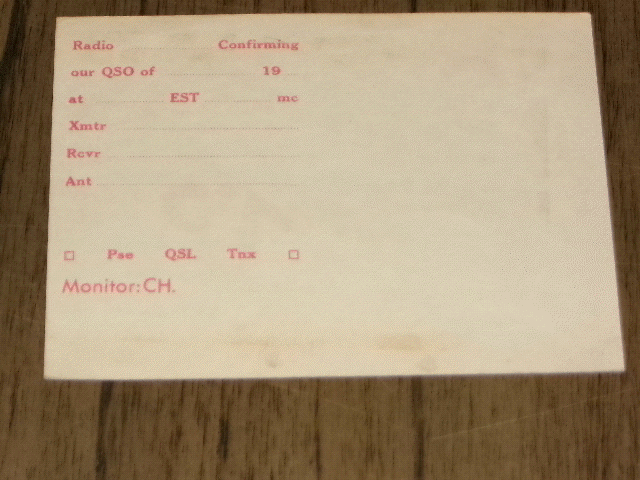 Radio Confirming
our QSO of 19
at EST mc
Xmtr
Rcvr
Ant
Pse QSL Tnx
Monitor: CH.